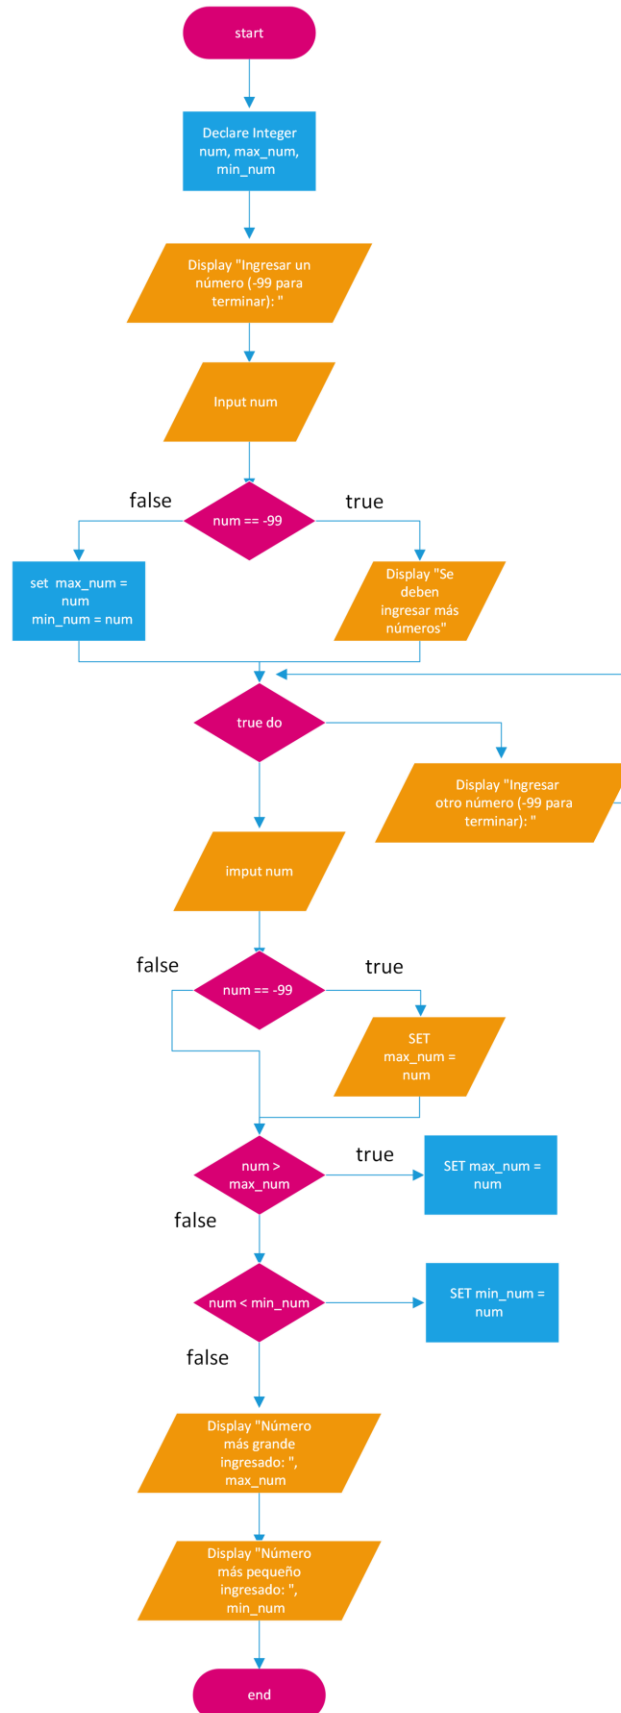 start
Declare Integer
num, max_num,
min_num
Display "Ingresar un
número (-99 para
terminar): "
Input num
false
num == -99
true
set  max_num =
num
min_num = num
Display "Se
deben
ingresar más
números"
true do
Display "Ingresar
otro número (-99 para
terminar): "
imput num
false
num == -99
true
SET
max_num =
num
num >
max_num
true
SET max_num =
num
false
num < min_num
SET min_num =
num
false
Display "Número
más grande
ingresado: ",
max_num
Display "Número
más pequeño
ingresado: ",
min_num
end